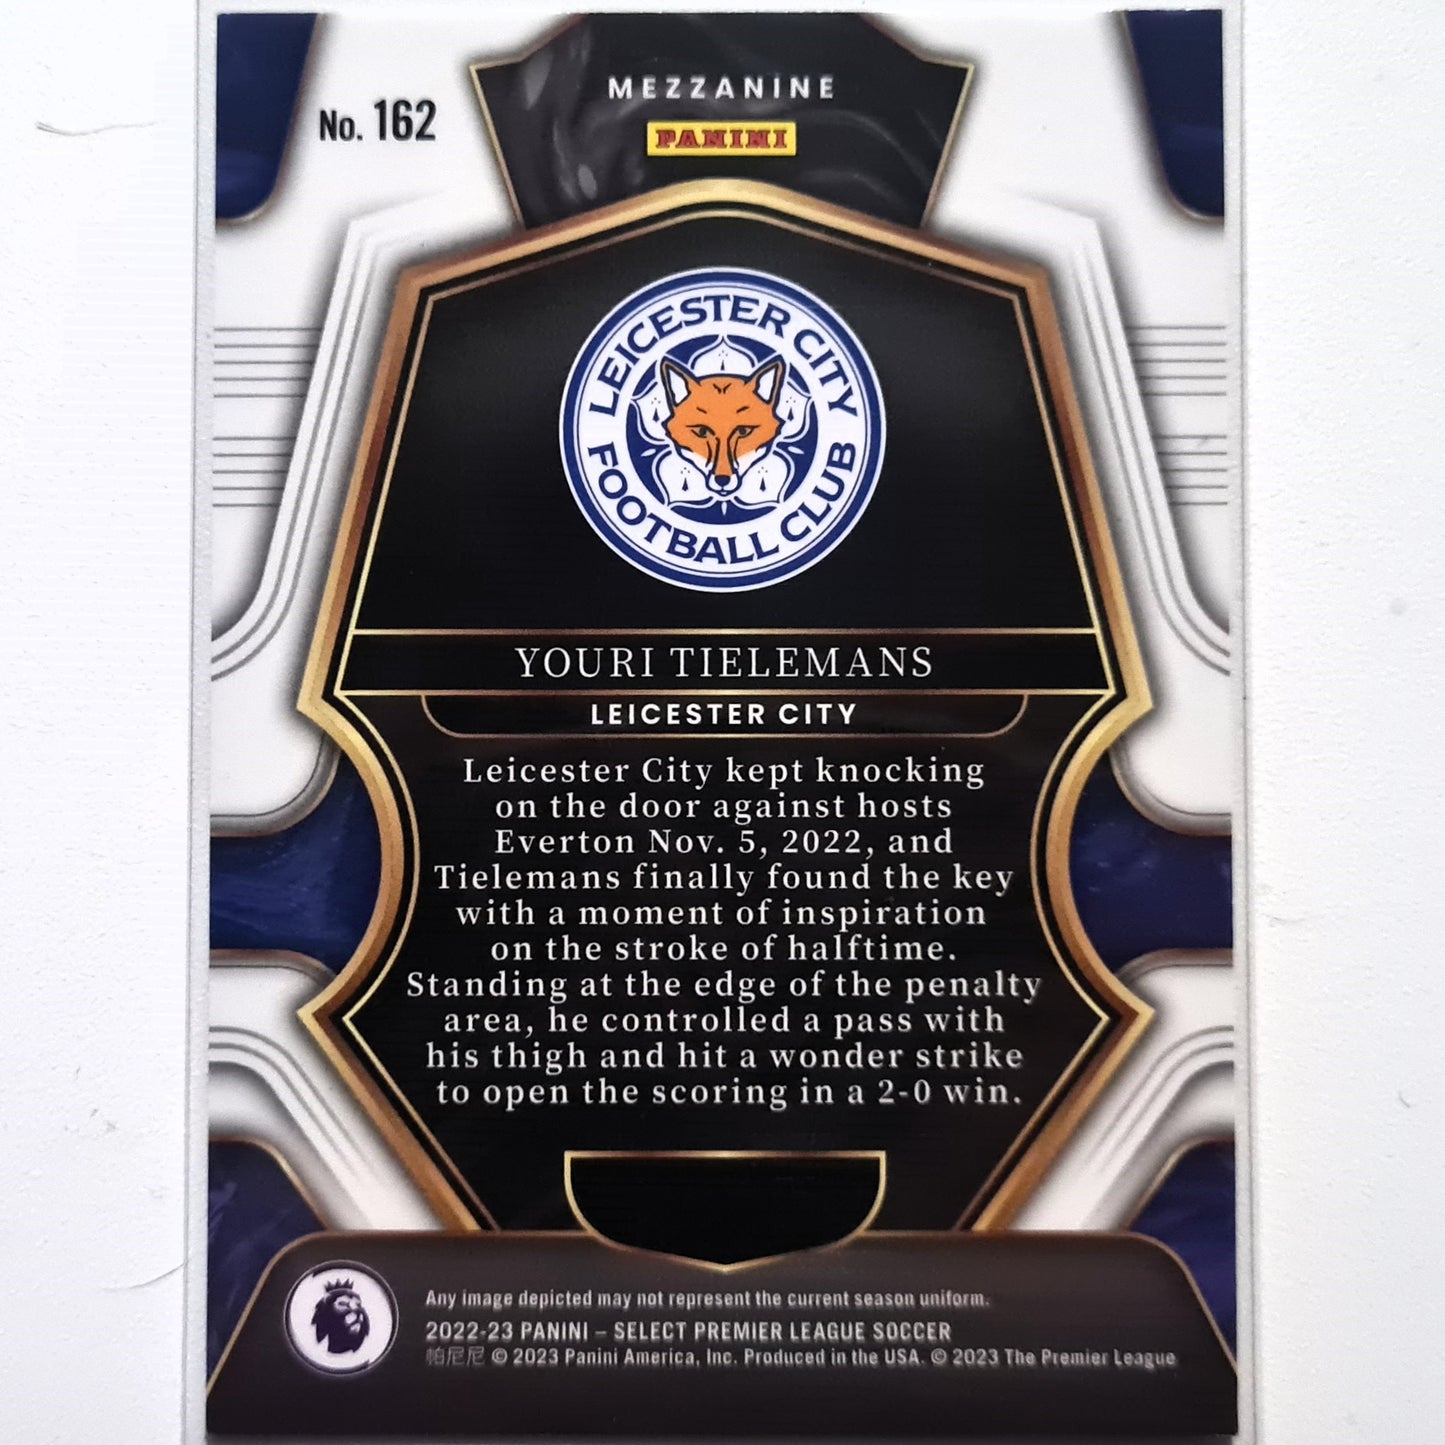 MEZZANINE
No. 162
PANINI
LEICESTER CITY
FOOTBALL CLUB
YOURI TIELEMANS
LEICESTER CITY
Leicester City kept knocking
on the door against hosts
Everton Nov. 5, 2022, and
Tielemans finally found the key
with a moment of inspiration
on the stroke of halftime.
Standing at the edge of the penalty
area, he controlled a pass with
his thigh and hit a wonder strike
to open the scoring in a 2-0 win.
Any image depicted may not represent the current season uniform.
2022-23 PANINI – SELECT PREMIER LEAGUE SOCCER
帕尼尼 © 2023 Panini America, Inc. Produced in the USA. © 2023 The Premier League